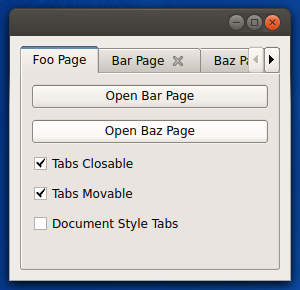 Foo Page Bar Page Baz Pa
Open Bar Page
Open Baz Page
Tabs Closable
Tabs Movable
Document Style Tabs